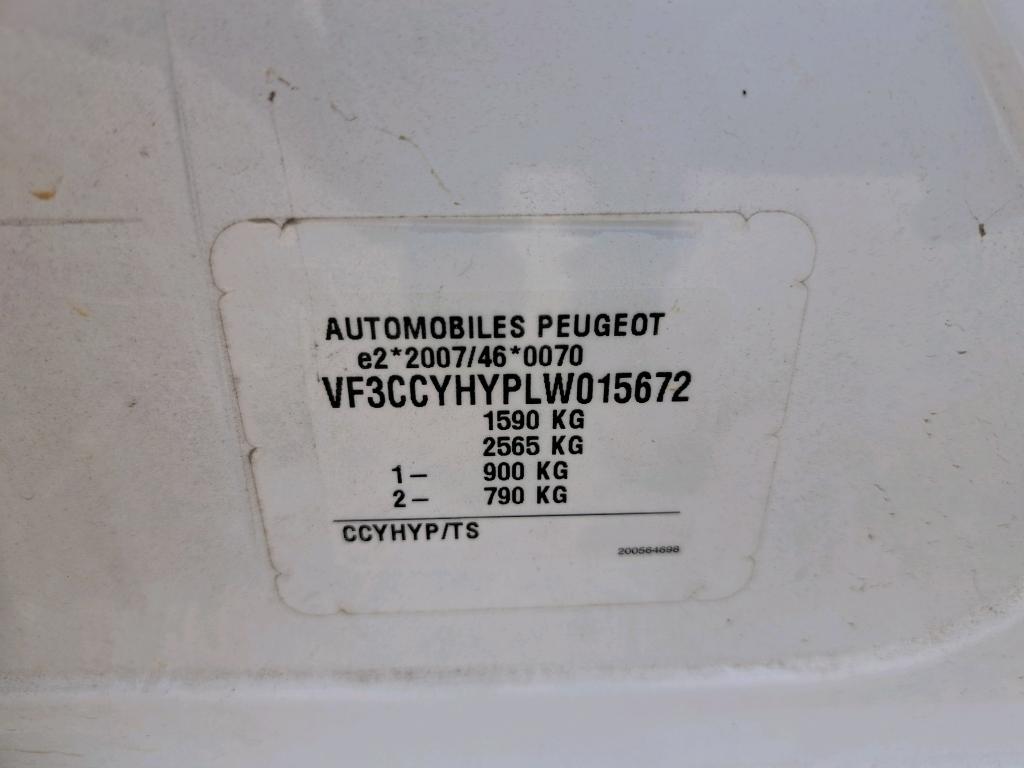 AUTOMOBILES PEUGEOT
e2*2007/46*0070
VF3CCYHYPLW015672
1590 KG
2565 KG
1- 900 KG
2- 790 KG
CCYHYP/TS
200564698